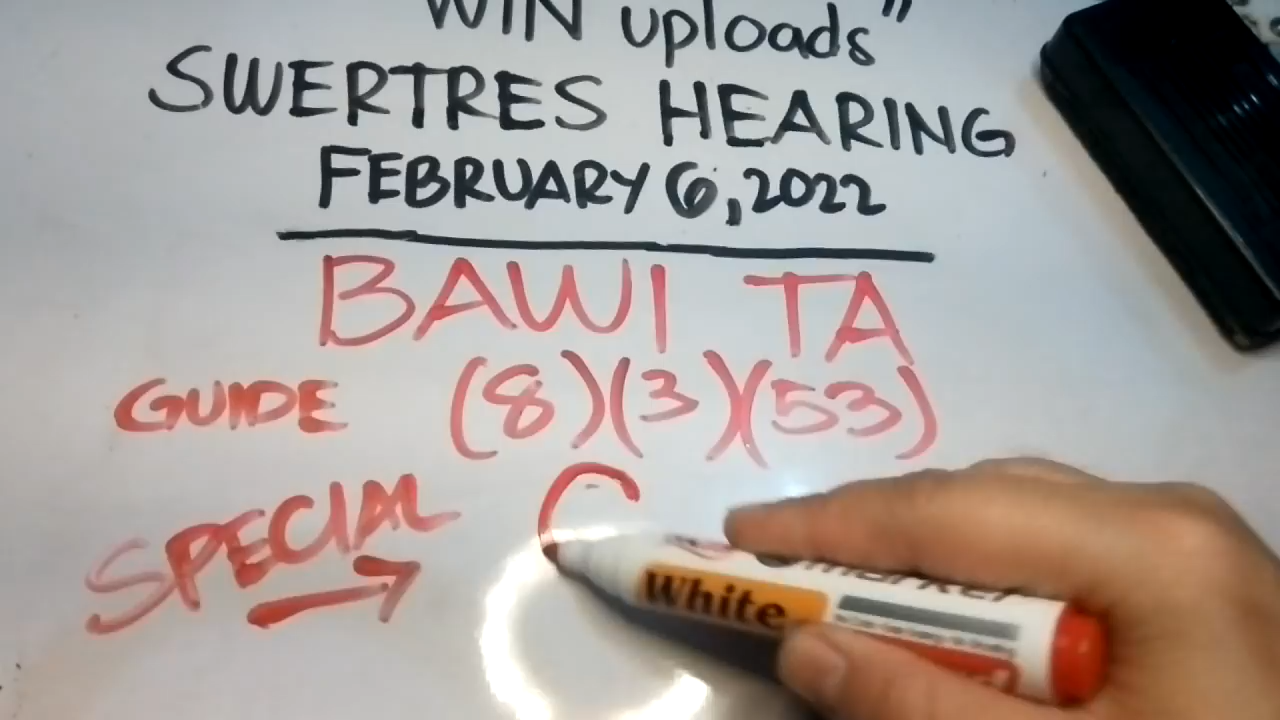 WIN uploads"
SWERTRES HEARING
FEBRUARY 6, 2022
BAWI TA
GUIDE (8)(3)(53)
SPECIAL
White